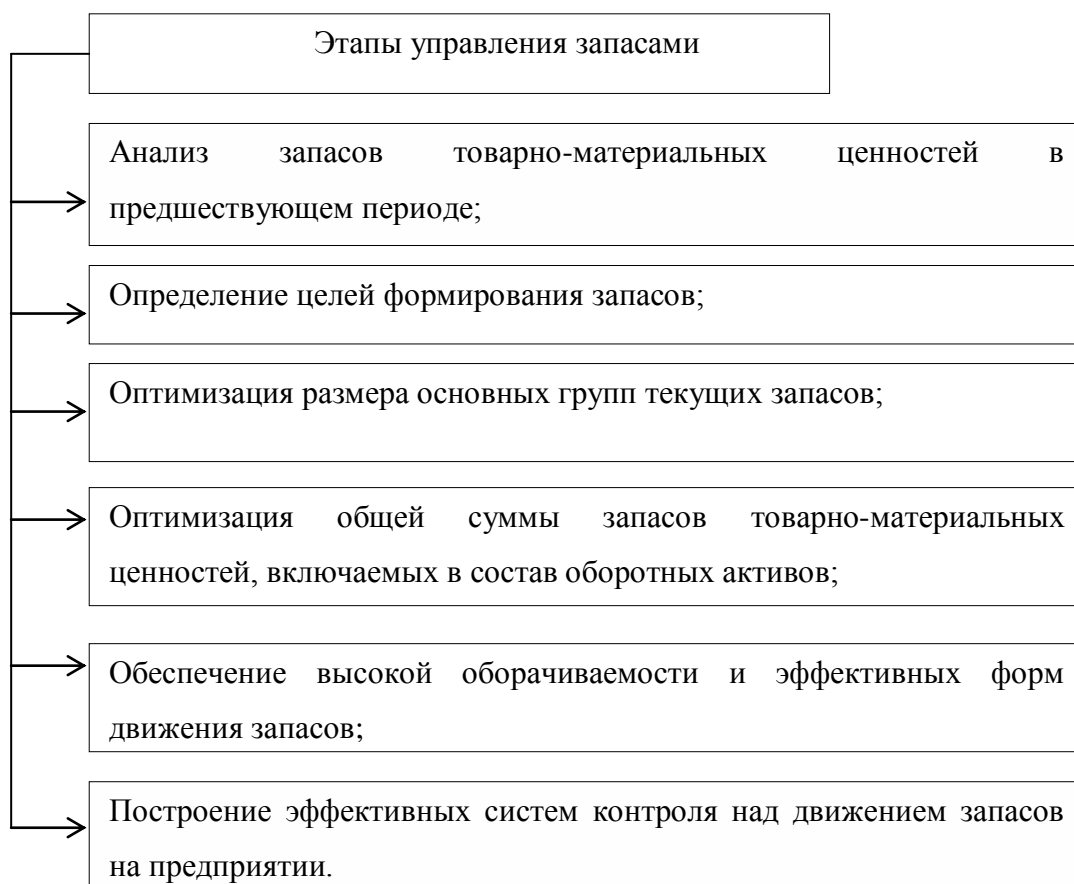 Этапы управления запасами
Анализ запасов товарно-материальных ценностей в
предшествующем периоде;
Определение целей формирования запасов;
Оптимизация размера основных групп текущих запасов;
Оптимизация общей суммы запасов товарно-материальных
ценностей, включаемых в состав оборотных активов;
Обеспечение высокой оборачиваемости и эффективных форм
движения запасов;
Построение эффективных систем контроля над движением запасов
на предприятии.